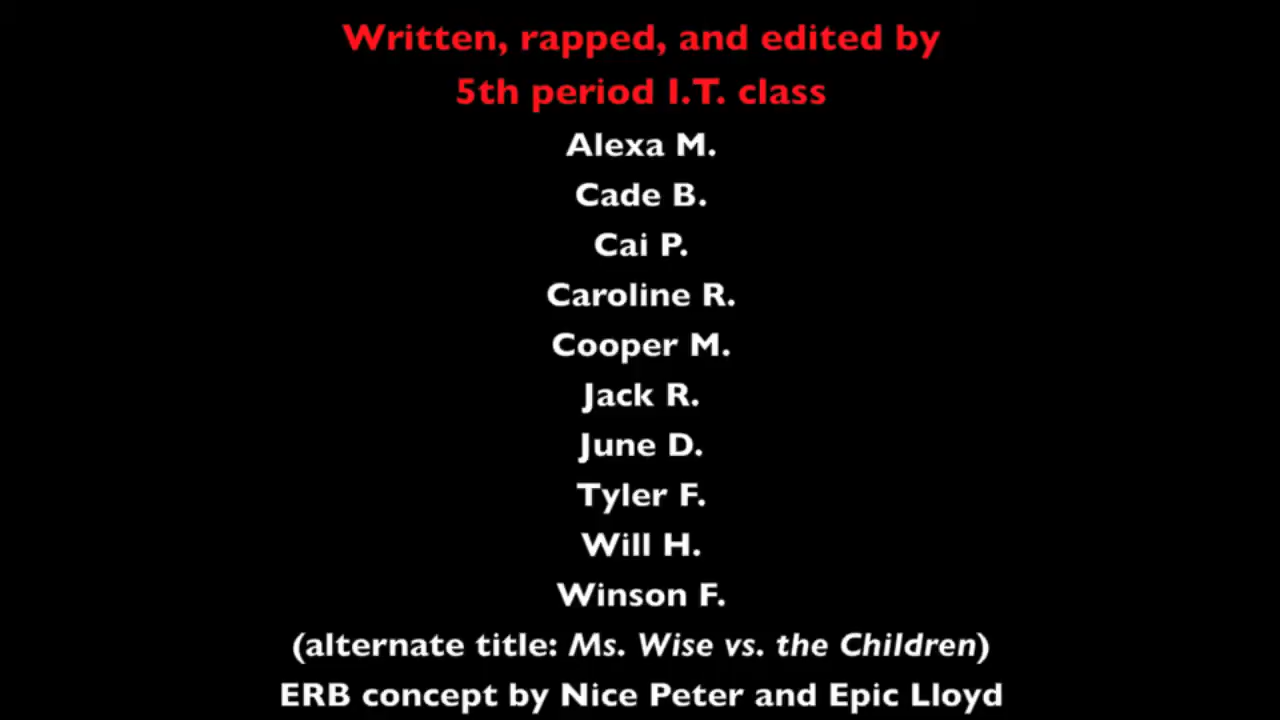 Written, rapped, and edited by
5th period I.T. class
Alexa M.
Cade B.
Cai P.
Caroline R.
Cooper M.
Jack R.
June D.
Tyler F.
Will H.
Winson F.
(alternate title: Ms. Wise vs. the Children)
ERB concept by Nice Peter and Epic Lloyd